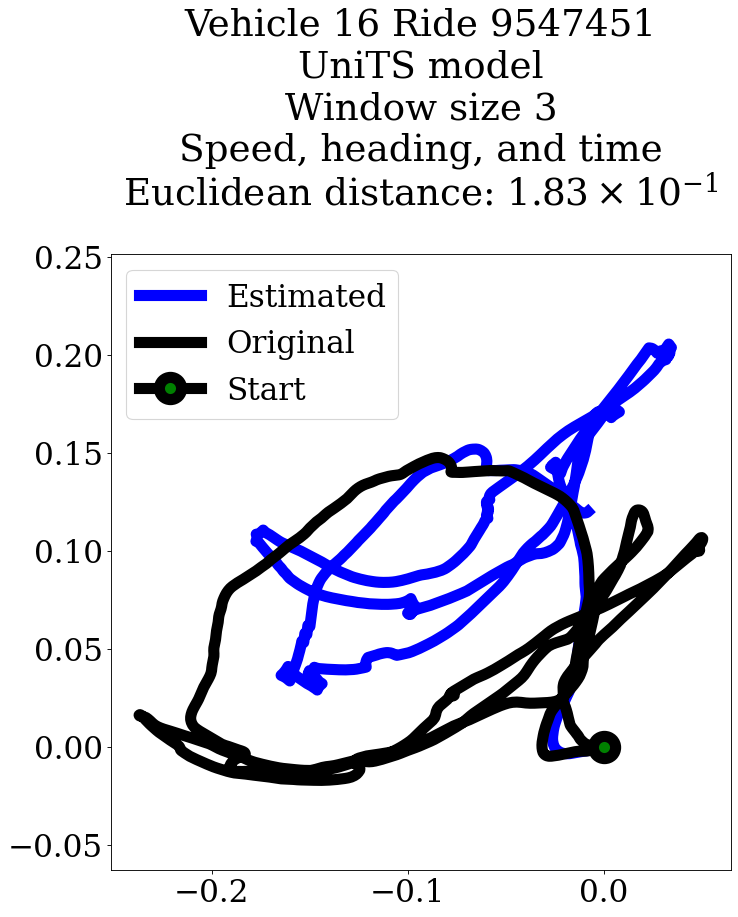 Vehicle 16 Ride 9547451
UniTS model
Window size 3
Speed, heading, and time
Euclidean distance: 1.83 × 10⁻¹
0.25
0.20
0.15
0.10
0.05
0.00
−0.05
Estimated
Original
Start
−0.2
−0.1
0.0